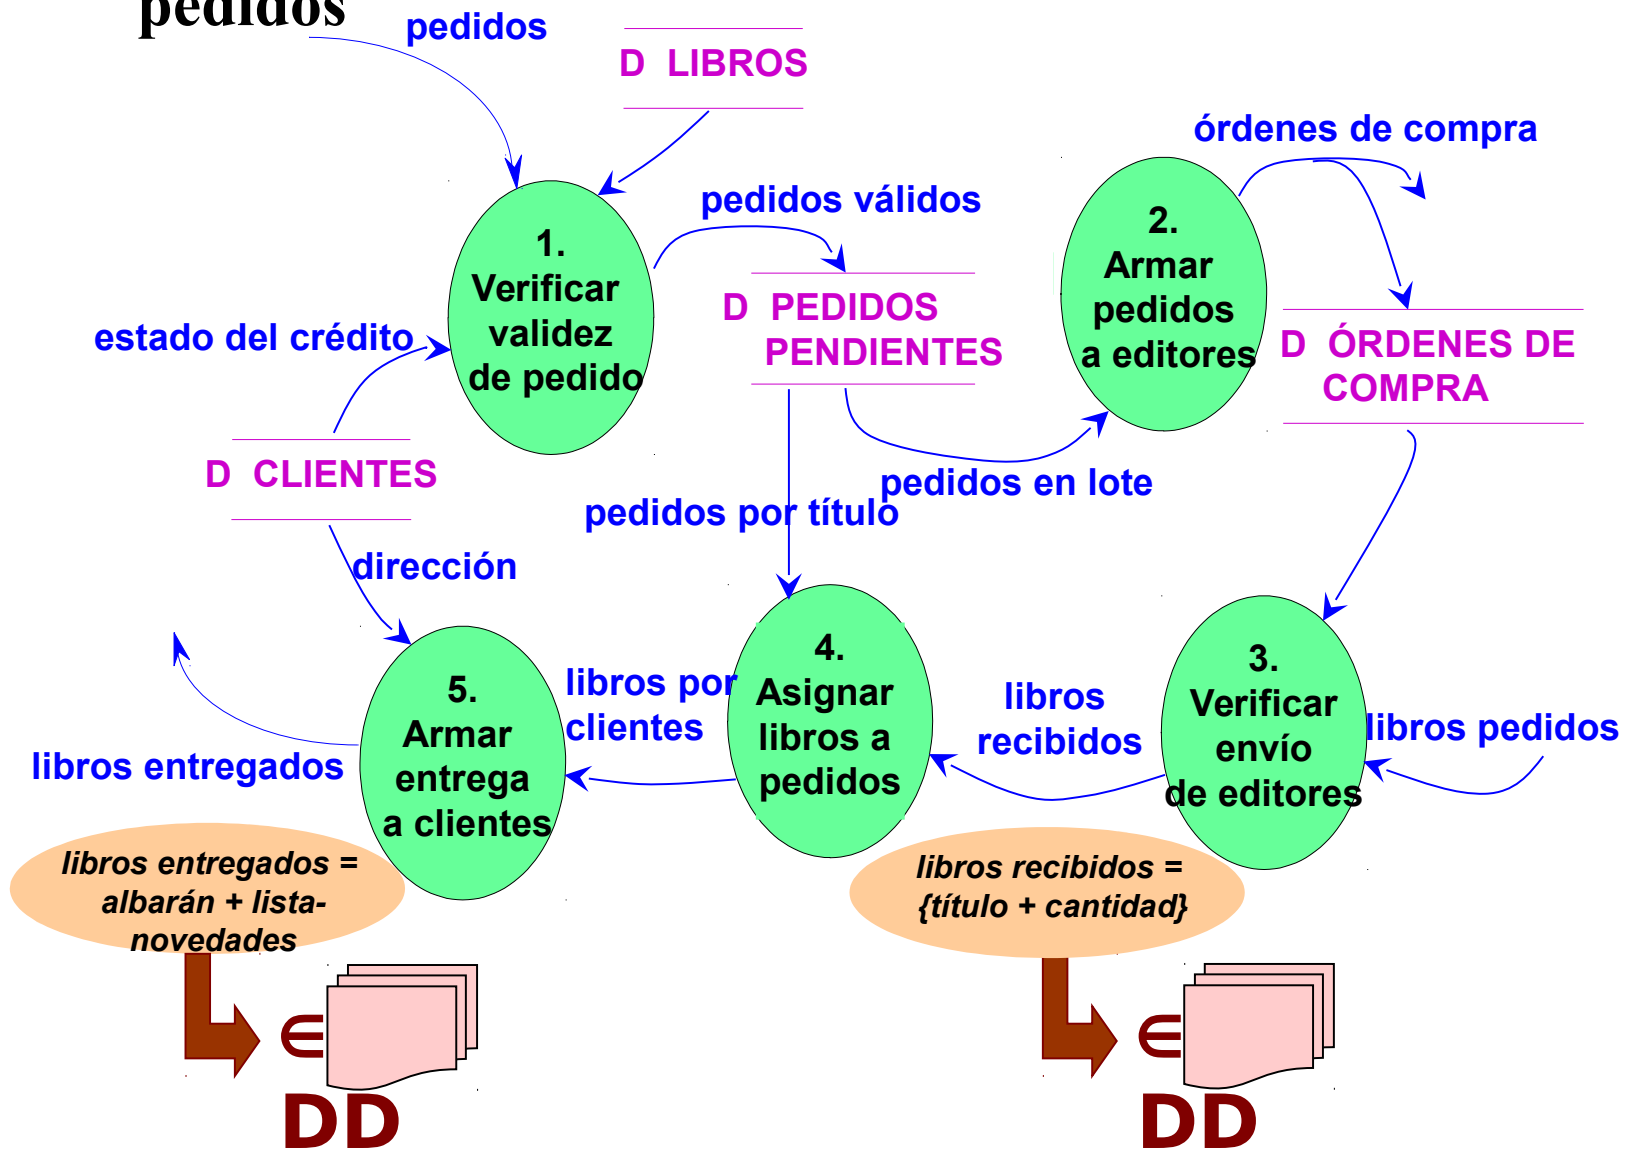 pedidos
pedidos
D LIBROS
órdenes de compra
pedidos válidos
1.
Verificar
validez
de pedido
2.
Armar
pedidos
a editores
D PEDIDOS
PENDIENTES
estado del crédito
D ÓRDENES DE
COMPRA
D CLIENTES
pedidos en lote
pedidos por título
dirección
5.
Armar
entrega
a clientes
libros por
clientes
4.
Asignar
libros a
pedidos
libros
recibidos
3.
Verificar
envío
de editores
libros pedidos
libros entregados
libros entregados =
albarán + lista-
novedades
libros recibidos =
{título + cantidad}
∈
DD
∈
DD